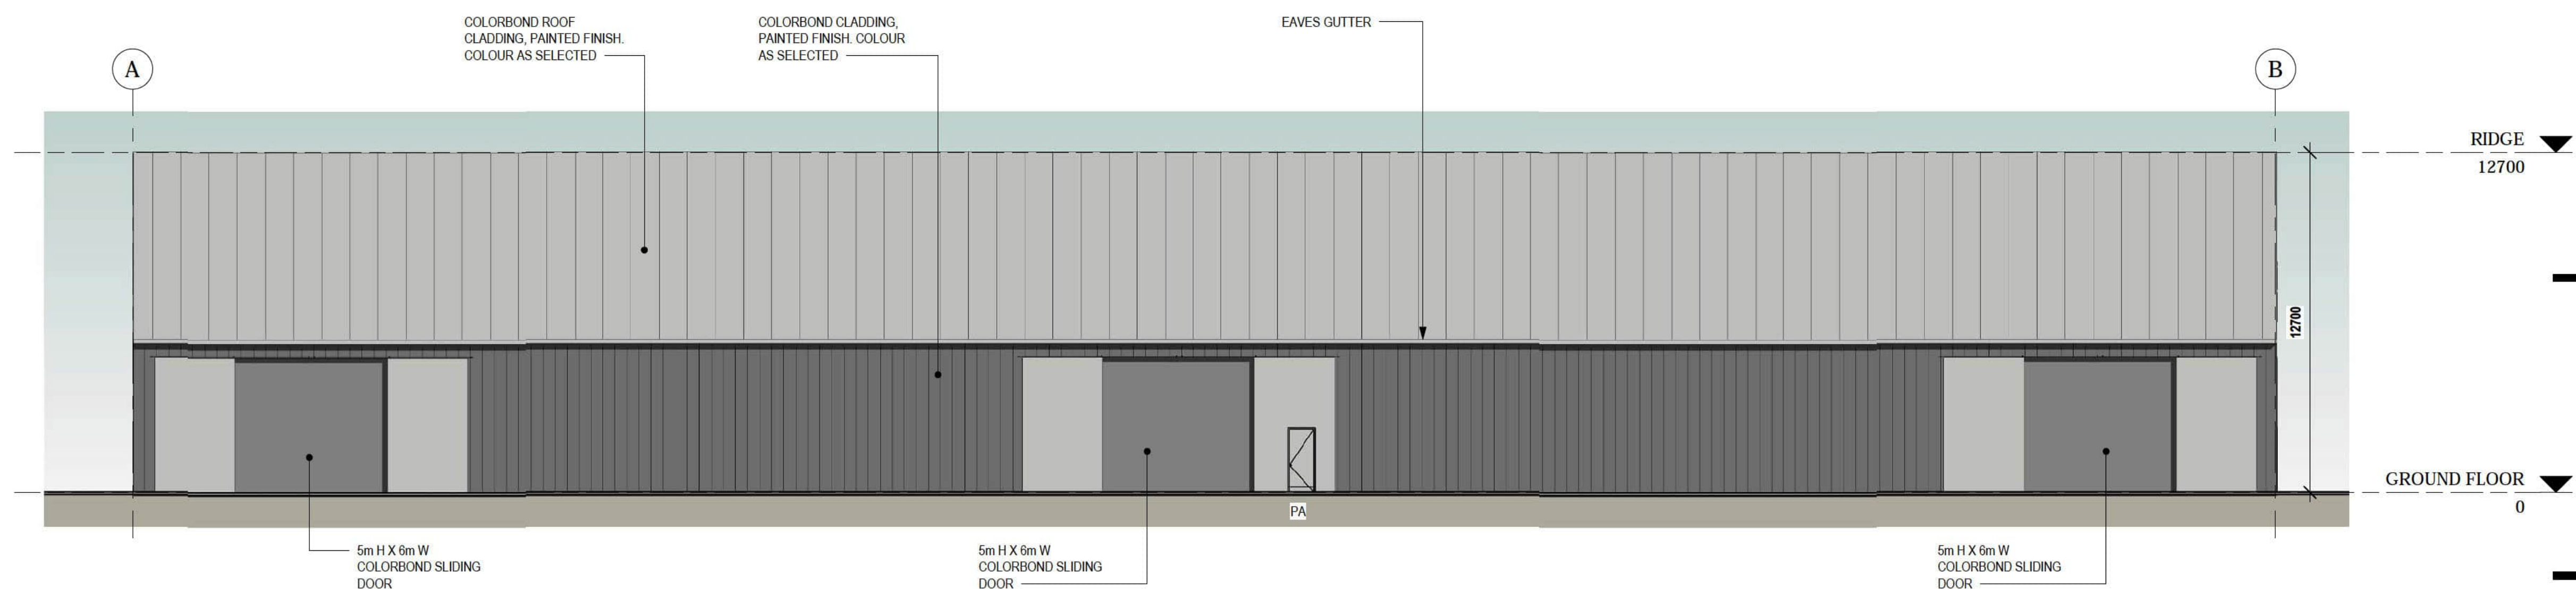 COLORBOND ROOF
CLADDING, PAINTED FINISH.
COLOUR AS SELECTED
COLORBOND CLADDING,
PAINTED FINISH. COLOUR
AS SELECTED
EAVES GUTTER
A
B
RIDGE
12700
12700
GROUND FLOOR
0
PA
5m H X 6m W
COLORBOND SLIDING
DOOR
5m H X 6m W
COLORBOND SLIDING
DOOR
5m H X 6m W
COLORBOND SLIDING
DOOR